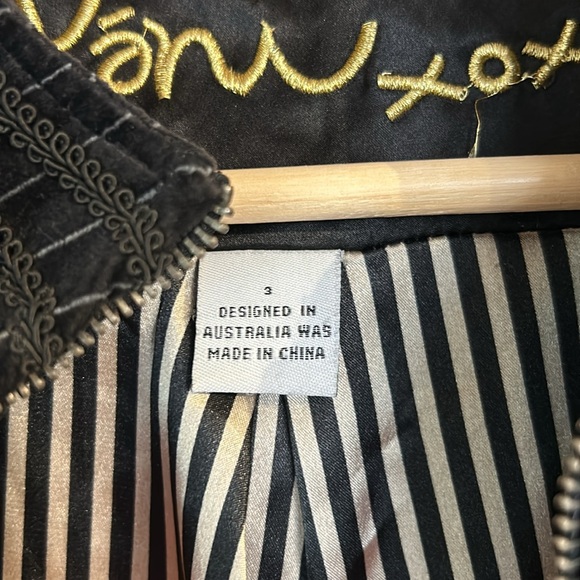 xox
3
DESIGNED IN
AUSTRALIA WAS
MADE IN CHINA